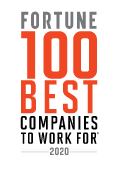 FORTUNE
100
BEST
COMPANIES
TO WORK FOR®
2020